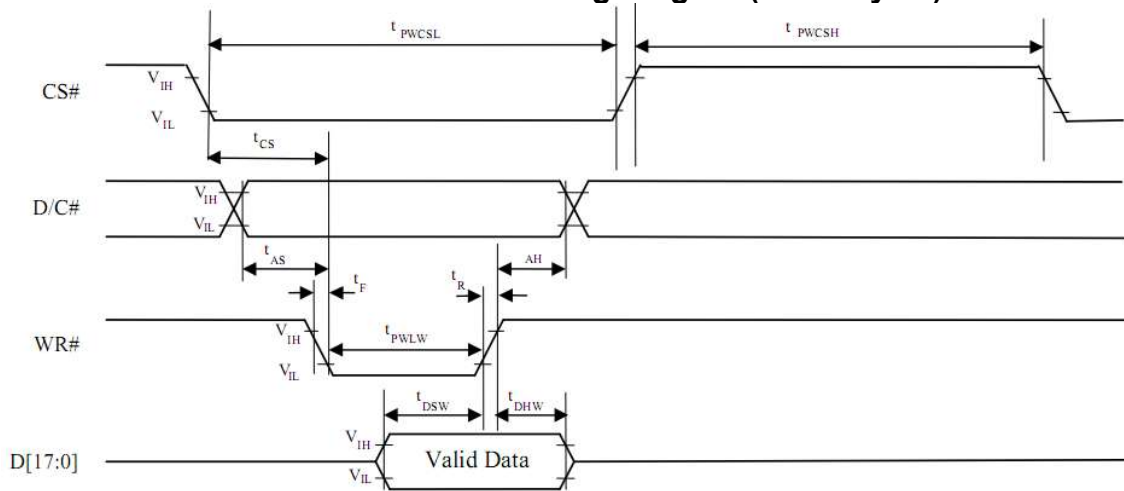 t PWCSL t PWCSH
CS# VIH
VIL
tCS
D/C# VIH
VIL
tAS tF tR AH
WR# VIH
VIL
tPWLW
tDSW tDHW
D[17:0] VIH
VIL
Valid Data